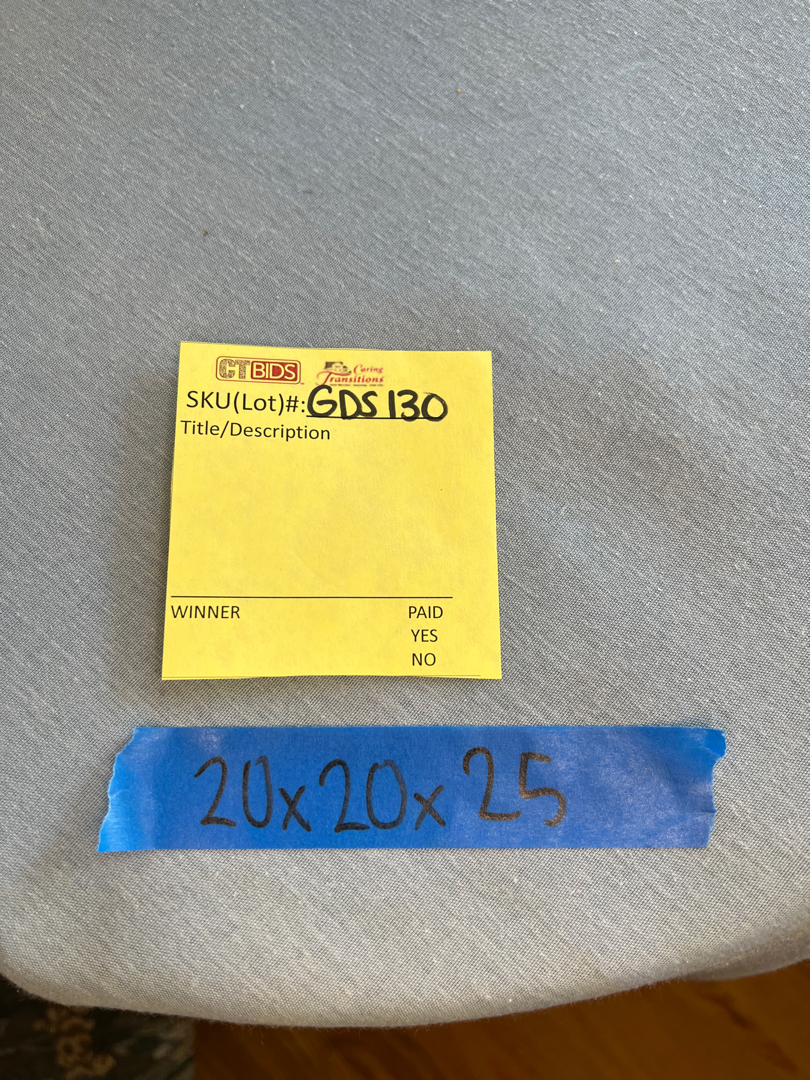 CTBIDS Caring Transitions
SKU(Lot)#: GDS130
Title/Description
WINNER PAID
YES
NO
20x20x25